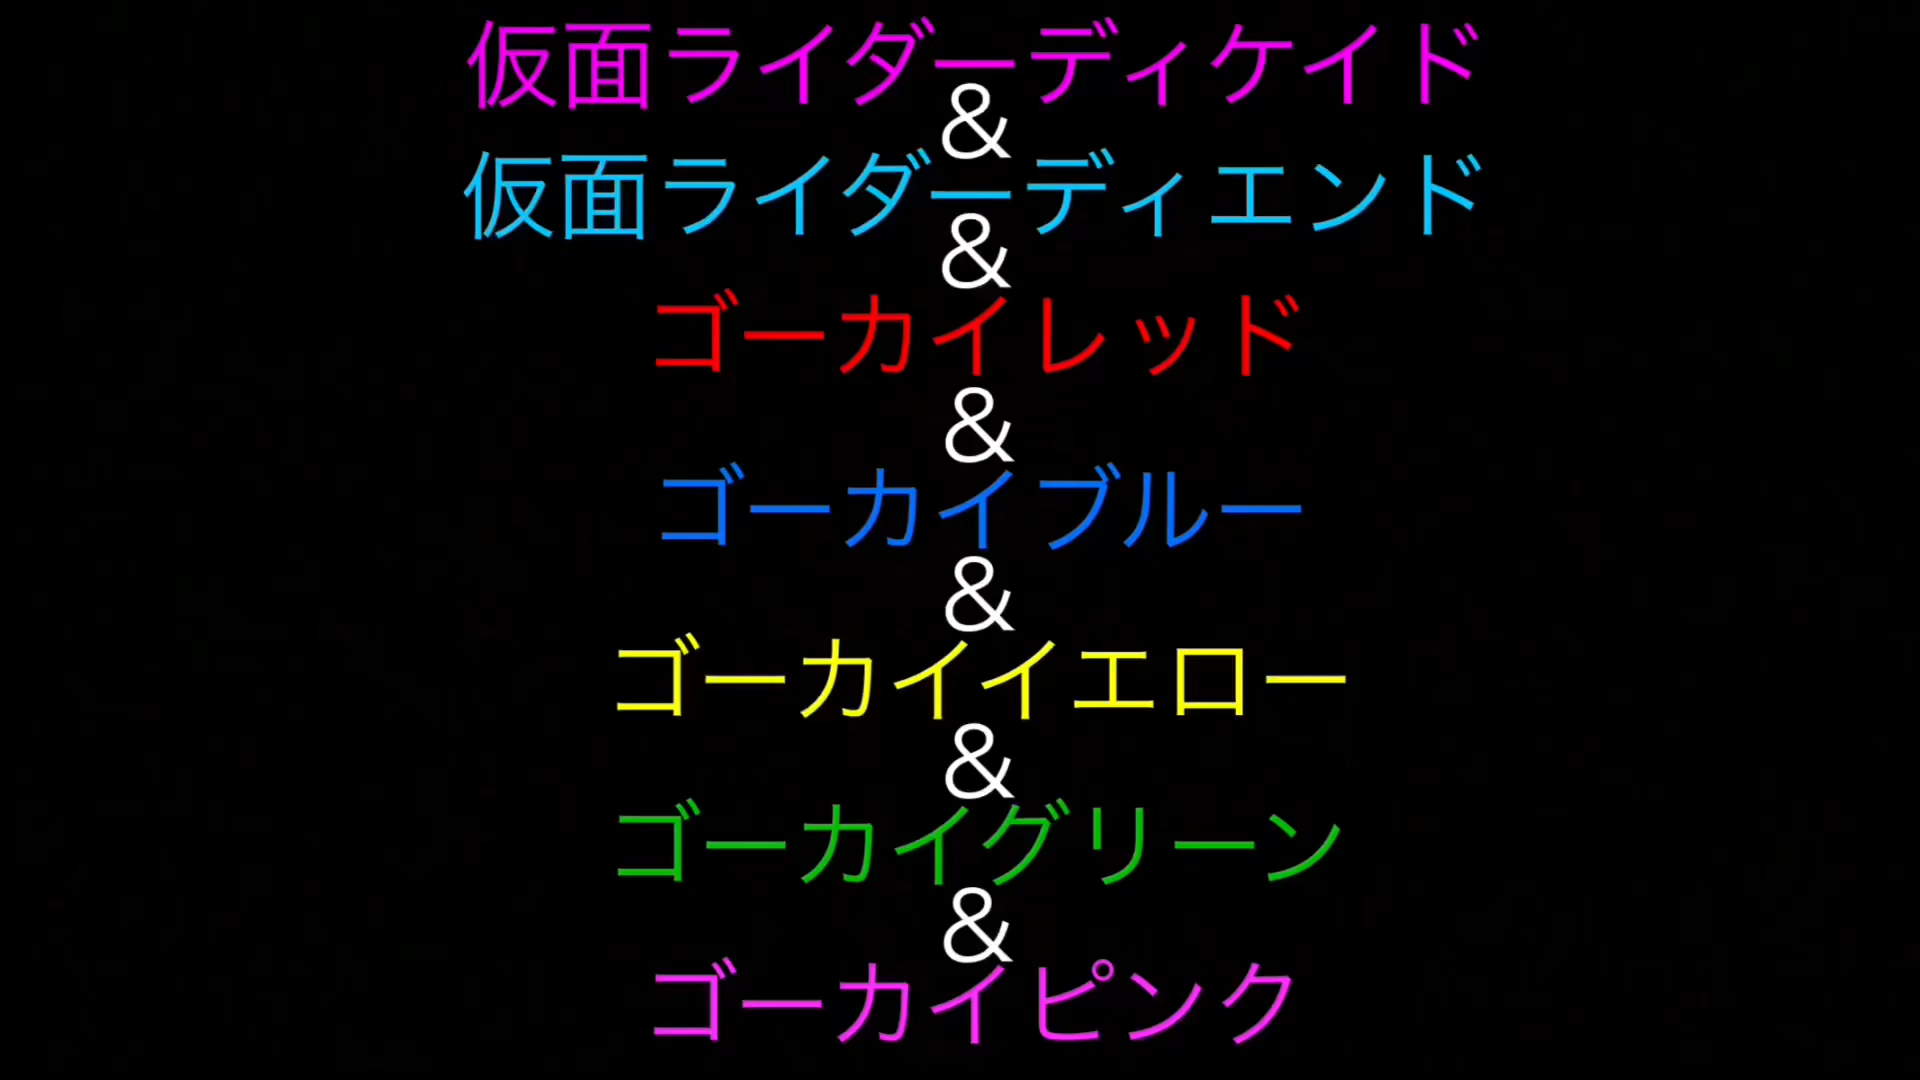 仮面ライダーディケイド
&
仮面ライダーディエンド
&
ゴーカイレッド
&
ゴーカイブルー
&
ゴーカイイエロー
&
ゴーカイグリーン
&
ゴーカイピンク